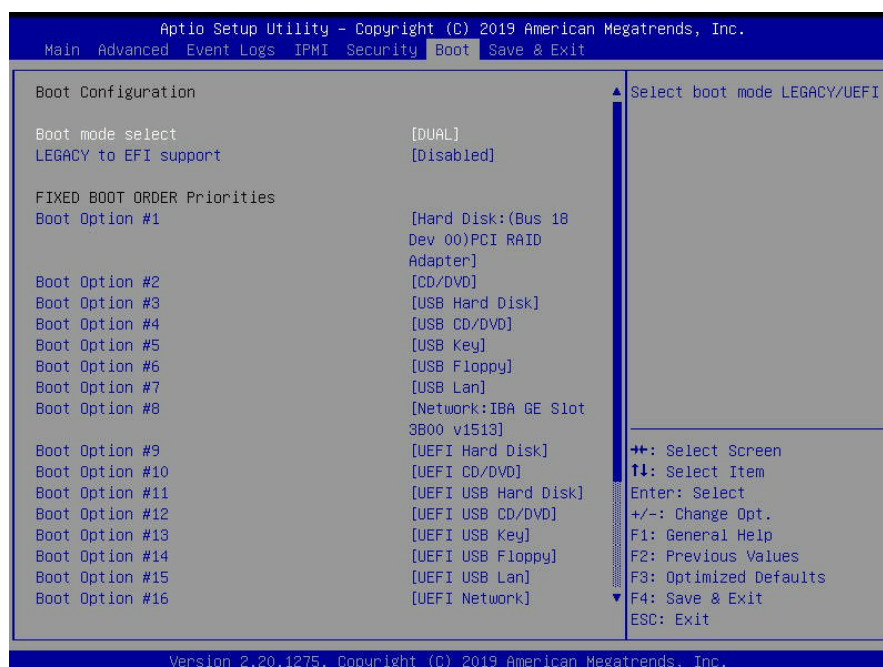 Aptio Setup Utility – Copyright (C) 2019 American Megatrends, Inc.
Main Advanced Event Logs IPMI Security Boot Save & Exit
Boot Configuration
Select boot mode LEGACY/UEFI
Boot mode select [DUAL]
LEGACY to EFI support [Disabled]
FIXED BOOT ORDER Priorities
Boot Option #1 [Hard Disk:(Bus 18
Dev 00)PCI RAID
Adapter]
Boot Option #2 [CD/DVD]
Boot Option #3 [USB Hard Disk]
Boot Option #4 [USB CD/DVD]
Boot Option #5 [USB Key]
Boot Option #6 [USB Floppy]
Boot Option #7 [USB Lan]
Boot Option #8 [Network:IBA GE Slot
3B00 v1513]
Boot Option #9 [UEFI Hard Disk]
Boot Option #10 [UEFI CD/DVD]
Boot Option #11 [UEFI USB Hard Disk]
Boot Option #12 [UEFI USB CD/DVD]
Boot Option #13 [UEFI USB Key]
Boot Option #14 [UEFI USB Floppy]
Boot Option #15 [UEFI USB Lan]
Boot Option #16 [UEFI Network]
→←: Select Screen
↑↓: Select Item
Enter: Select
+/-: Change Opt.
F1: General Help
F2: Previous Values
F3: Optimized Defaults
F4: Save & Exit
ESC: Exit
Version 2.20.1275. Copyright (C) 2019 American Megatrends, Inc.